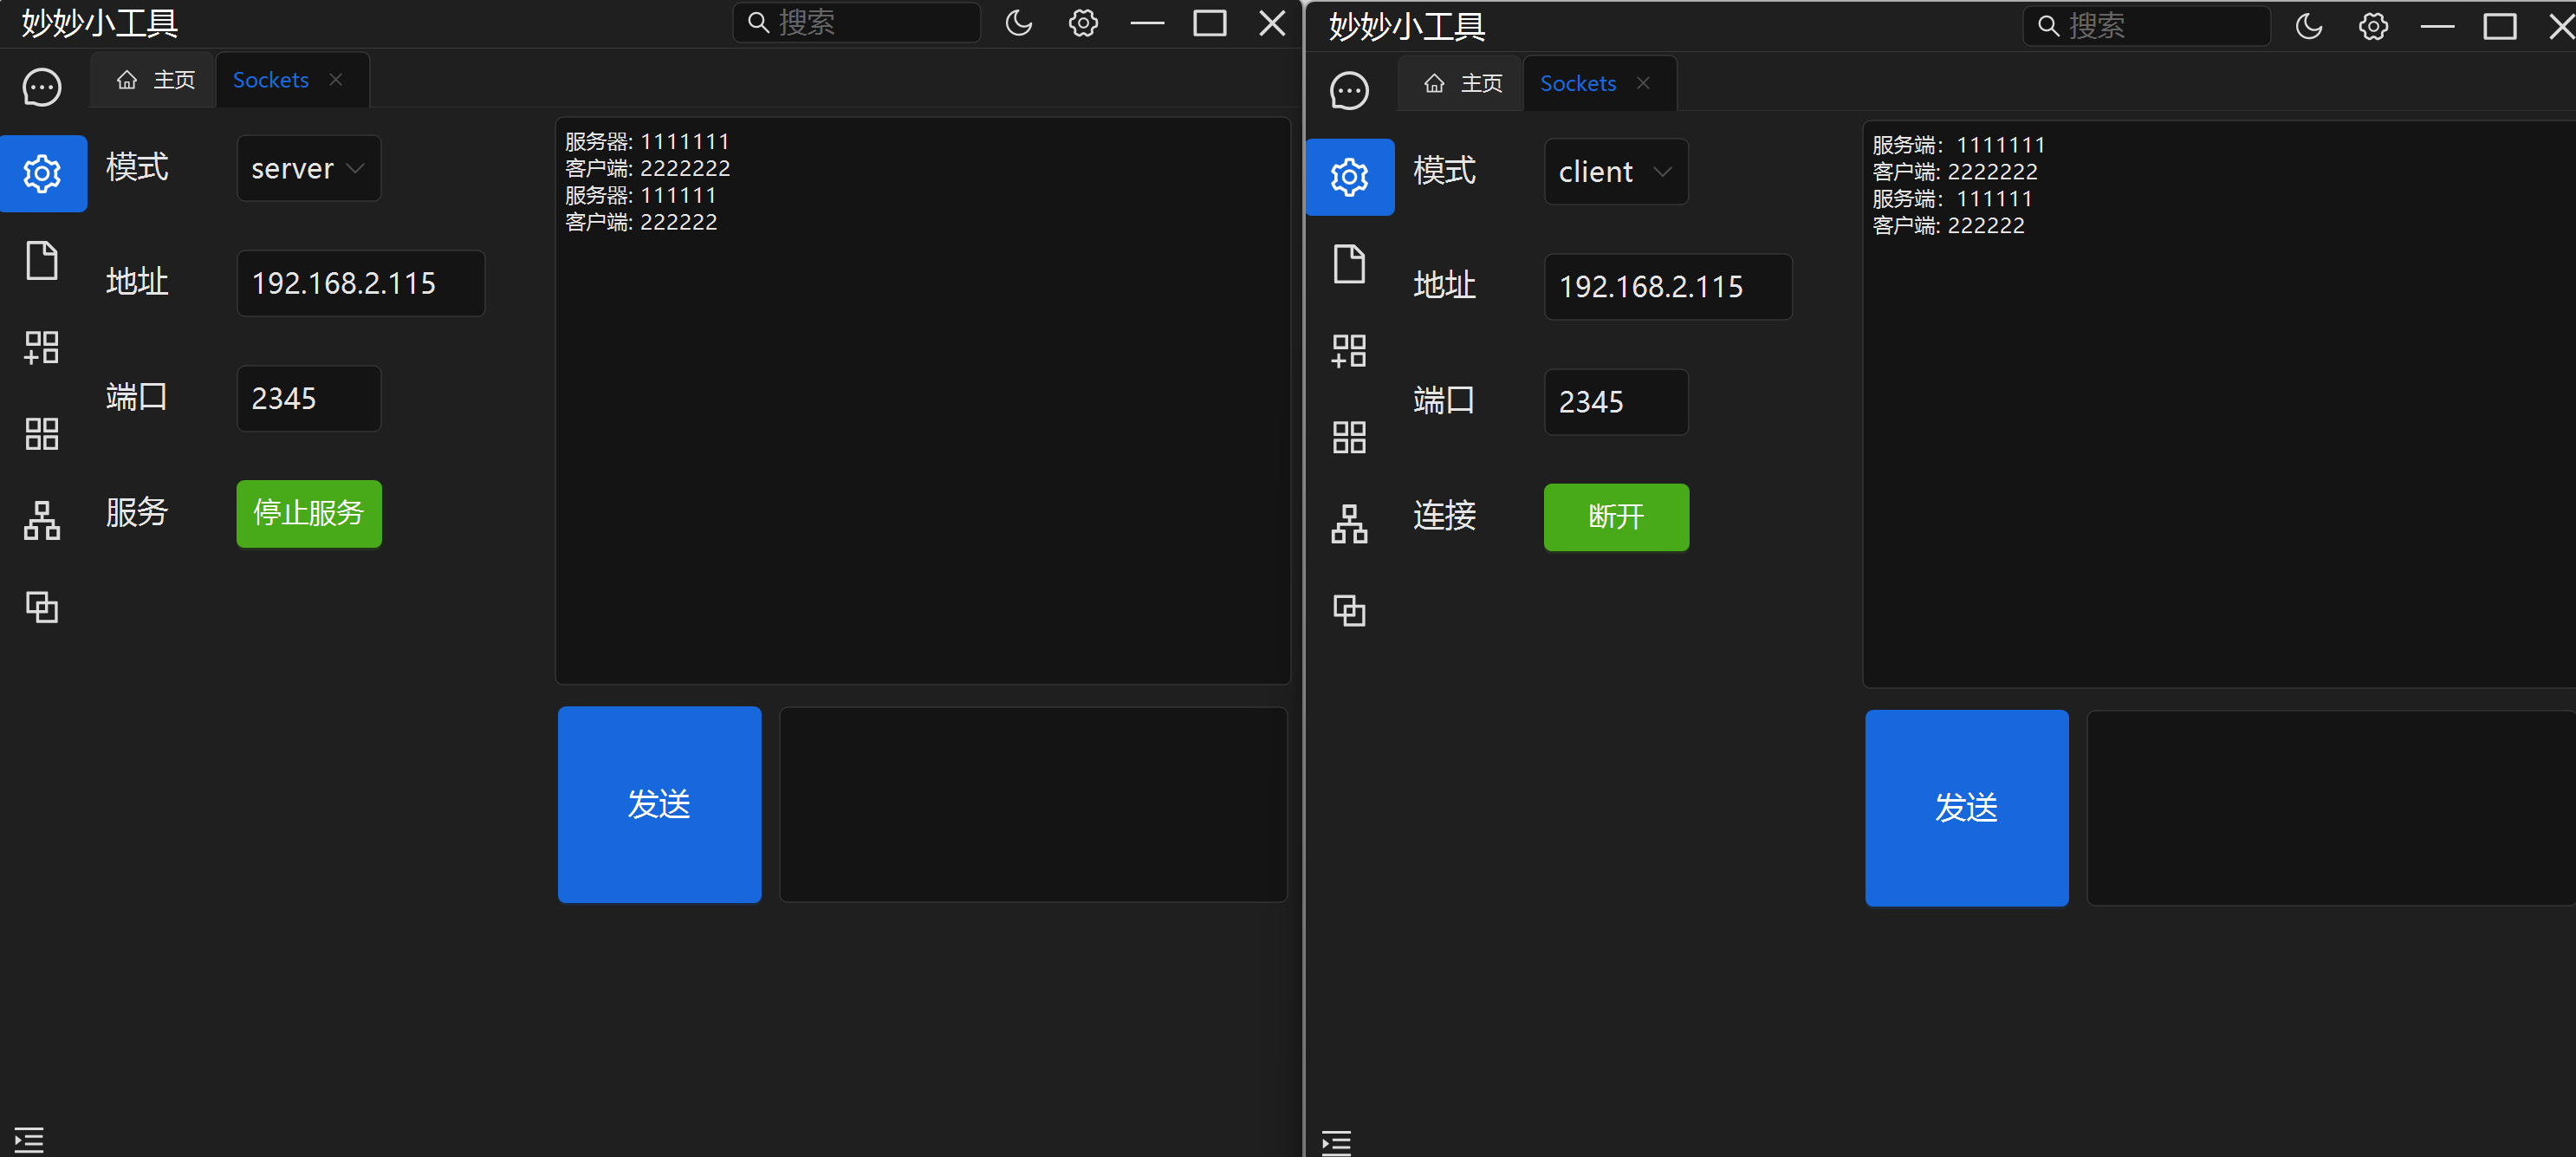 妙妙小工具
搜索
主页
Sockets
模式
server
地址
192.168.2.115
端口
2345
服务
停止服务
服务器: 1111111
客户端: 2222222
服务器: 111111
客户端: 222222
发送
妙妙小工具
搜索
主页
Sockets
模式
client
地址
192.168.2.115
端口
2345
连接
断开
服务端：1111111
客户端: 2222222
服务端：111111
客户端: 222222
发送